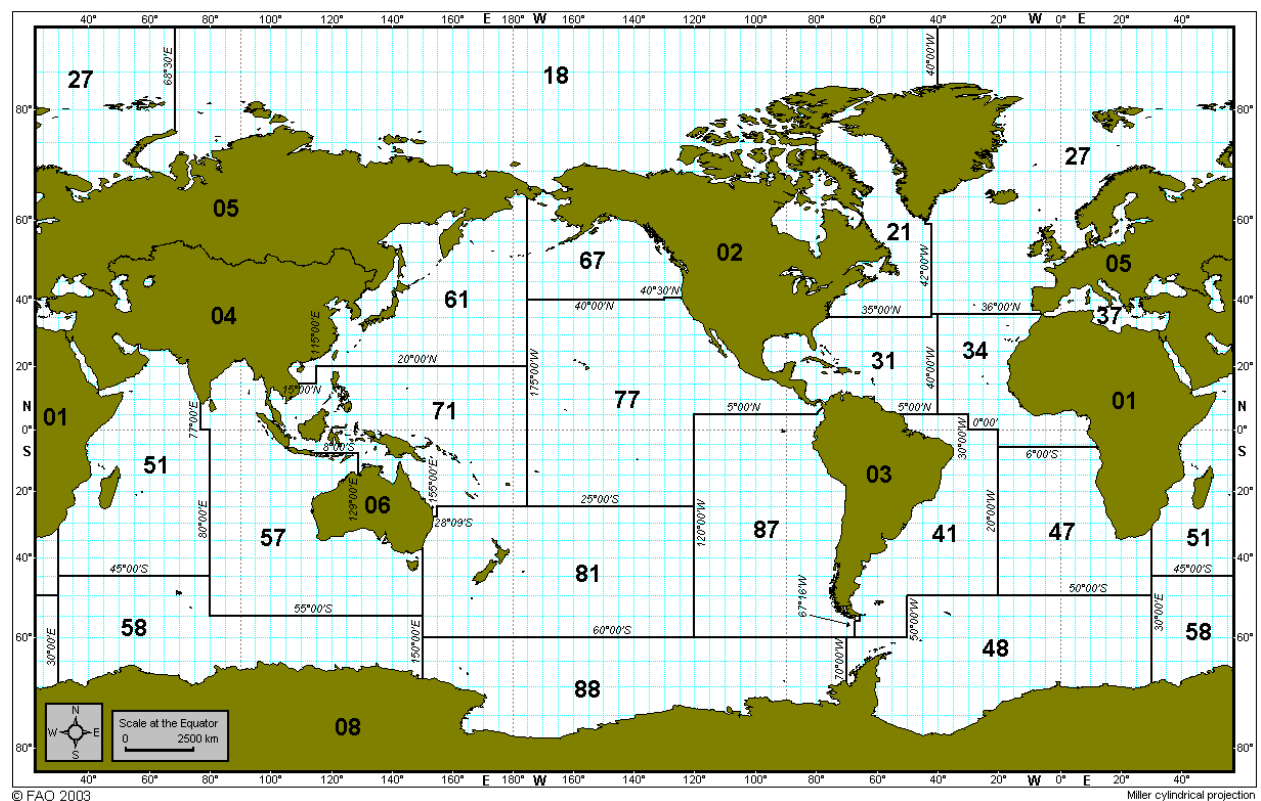 40° 60° 80° 100° 120° 140° 160° E 180° W 160° 140° 120° 100° 80° 60° 40° 20° W 0° E 20° 40°
68°30'E
40°00'W
27
18
80°
80°
27
05
60°
60°
21
02
67
05
42°00'W
40°
61
40°30'N
40°00'N
36°00'N
40°
04
115°00'E
35°00'N
37
20°00'N
175°00'W
31
40°00'W
34
20°
20°
15°00'N
77
01
N
01
77°00'E
71
5°00'N
5°00'N
30°00'W
0°00'
N
0°
0°
S
8°00'S
6°00'S
S
51
03
155°00'E
129°00'E
06
20°
80°00'E
25°00'S
120°00'W
20°00'W
20°
28°09'S
57
87
41
47
51
40°
40°
45°00'S
81
45°00'S
67°16'W
50°00'S
55°00'S
58
30°00'E
150°00'E
60°00'S
50°00'W
30°00'E
58
60°
60°
70°00'W
48
88
N
W E
S
Scale at the Equator
0 2500 km
08
80°
80°
40° 60° 80° 100° 120° 140° 160° E 180° W 160° 140° 120° 100° 80° 60° 40° 20° W 0° E 20° 40°
© FAO 2003
Miller cylindrical projection